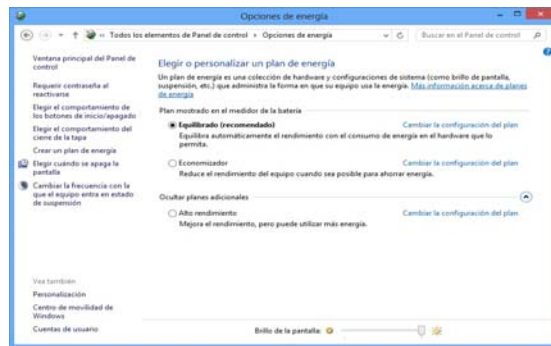 Opciones de energía
Todos los elementos de Panel de control » Opciones de energía
Buscar en el Panel de control
Ventana principal del Panel de
control
Requerir contraseña al
reactivarse
Elegir el comportamiento de
los botones de inicio/apagado
Elegir el comportamiento del
cierre de la tapa
Crear un plan de energía
Elegir cuándo se apaga la
pantalla
Cambiar la frecuencia con la
que el equipo entra en estado
de suspensión
Vea también
Personalización
Centro de movilidad de
Windows
Cuentas de usuario
Elegir o personalizar un plan de energía
Un plan de energía es una colección de hardware y configuraciones de sistema (como brillo de pantalla,
suspensión, etc.) que administra la forma en que su equipo usa la energía. Más información acerca de planes
de energía
Plan mostrado en el medidor de la batería
Equilibrado (recomendado) Cambiar la configuración del plan
Equilibra automáticamente el rendimiento con el consumo de energía en el hardware que lo
permita.
Economizador Cambiar la configuración del plan
Reduce el rendimiento del equipo cuando sea posible para ahorrar energía.
Ocultar planes adicionales
Alto rendimiento Cambiar la configuración del plan
Mejora el rendimiento, pero puede utilizar más energía.
Brillo de la pantalla: